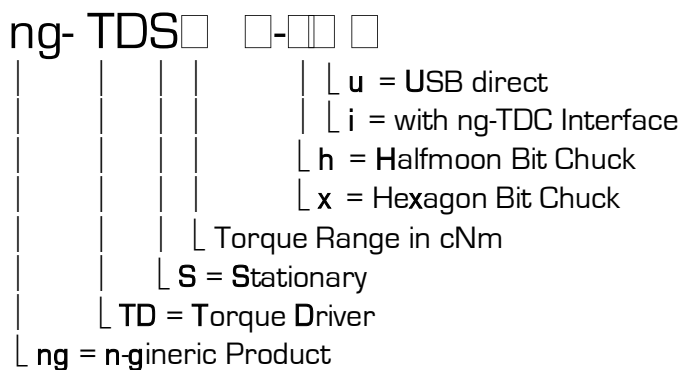 ng- TDS□ □-□□ □
u = USB direct
i = with ng-TDC Interface
h = Halfmoon Bit Chuck
x = Hexagon Bit Chuck
Torque Range in cNm
S = Stationary
TD = Torque Driver
ng = n-gineric Product